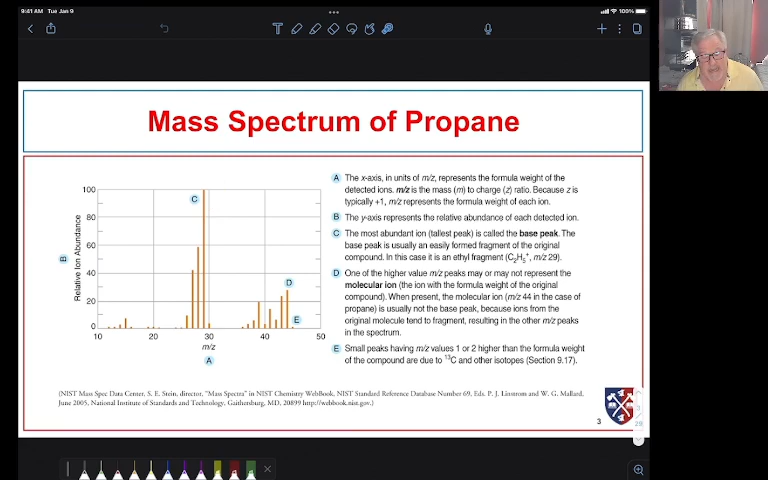 9:41 AM Tue Jan 9
100%
Mass Spectrum of Propane
A The x-axis, in units of m/z, represents the formula weight of the
detected ions. m/z is the mass (m) to charge (z) ratio. Because z is
typically +1, m/z represents the formula weight of each ion.
B The y-axis represents the relative abundance of each detected ion.
C The most abundant ion (tallest peak) is called the base peak. The
base peak is usually an easily formed fragment of the original
compound. In this case it is an ethyl fragment (C₂H₅⁺, m/z 29).
D One of the higher value m/z peaks may or may not represent the
molecular ion (the ion with the formula weight of the original
compound). When present, the molecular ion (m/z 44 in the case of
propane) is usually not the base peak, because ions from the
original molecule tend to fragment, resulting in the other m/z peaks
in the spectrum.
E Small peaks having m/z values 1 or 2 higher than the formula weight
of the compound are due to ¹³C and other isotopes (Section 9.17).
Relative Ion Abundance
B
100
80
60
40
20
0
C
D
E
10 20 30 40 50
m/z
A
(NIST Mass Spec Data Center, S. E. Stein, director, "Mass Spectra" in NIST Chemistry WebBook, NIST Standard Reference Database Number 69, Eds. P. J. Linstrom and W. G. Mallard,
June 2005, National Institute of Standards and Technology, Gaithersburg, MD, 20899 http://webbook.nist.gov.)
3
29